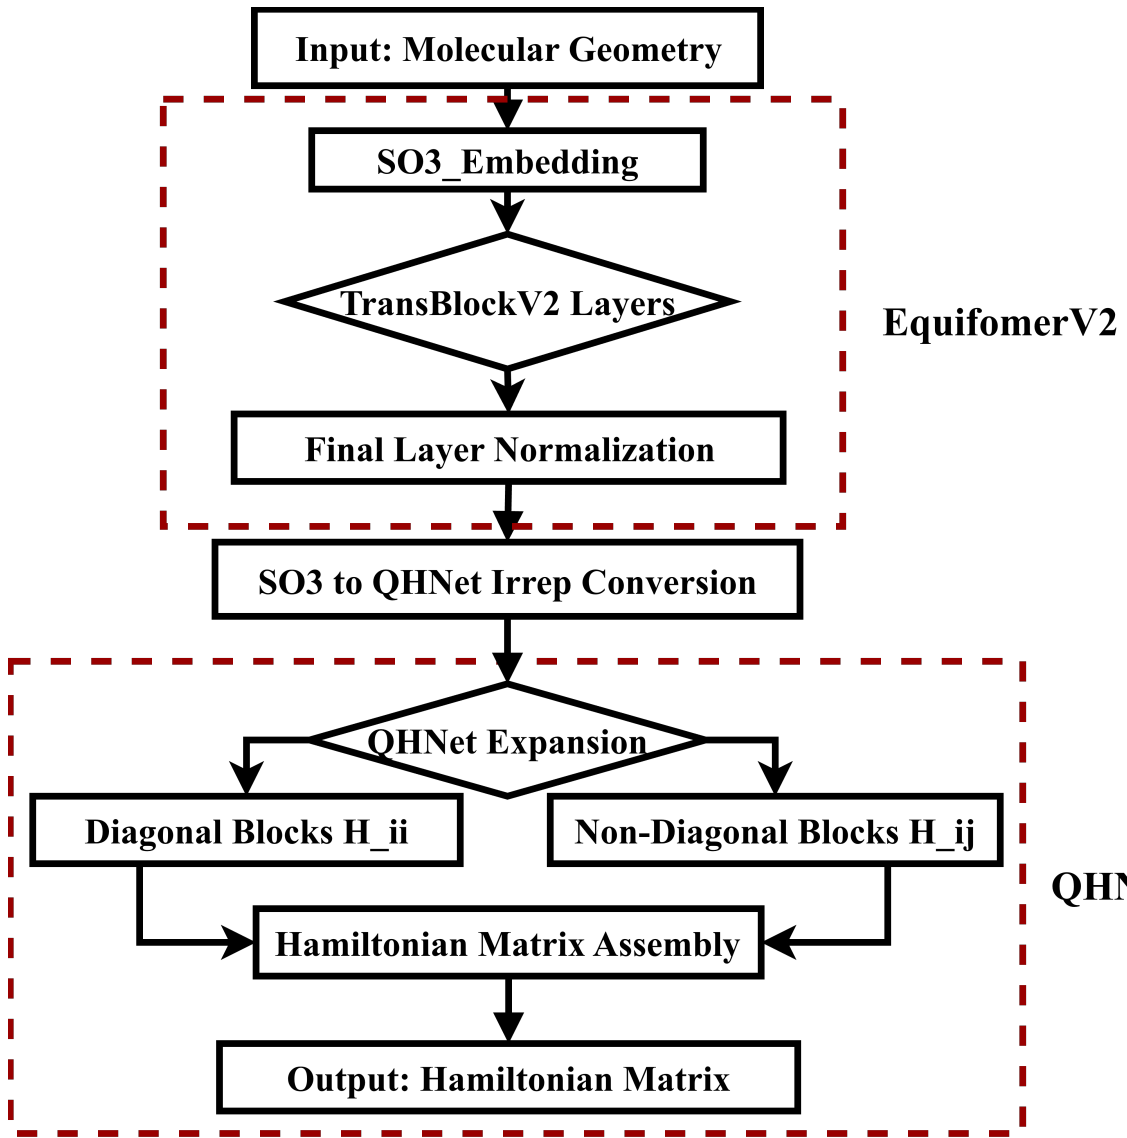 Input: Molecular Geometry
SO3_Embedding
TransBlockV2 Layers
EquifomerV2
Final Layer Normalization
SO3 to QHNet Irrep Conversion
QHNet Expansion
Diagonal Blocks H_ii
Non-Diagonal Blocks H_ij
Hamiltonian Matrix Assembly
Output: Hamiltonian Matrix